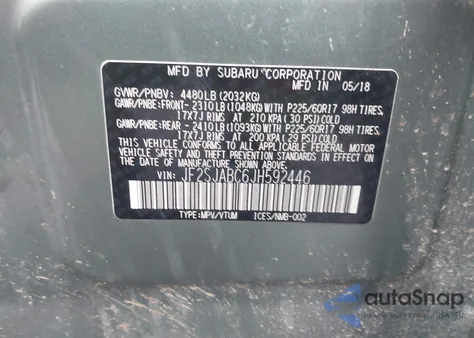 MFD BY SUBARU CORPORATION
MFD IN 05/18
GVWR/PNBV: 4480LB (2032KG)
GAWR/PNBE:FRONT-2310LB(1048KG)WITH P225/60R17 98H TIRES,
17X7J RIMS AT 210 KPA(30 PSI)COLD
GAWR/PNBE:REAR -2410LB(1093KG)WITH P225/60R17 98H TIRES,
17X7J RIMS AT 200 KPA(29 PSI)COLD
THIS VEHICLE CONFORMS TO ALL APPLICABLE FEDERAL MOTOR
VEHICLE SAFETY, BUMPER, AND THEFT PREVENTION STANDARDS IN
EFFECT ON THE DATE OF MANUFACTURE SHOWN ABOVE.
VIN: JF2SJABC6JH592446
TYPE:MPV/VTUM ICES/NMB-002
autoSnap